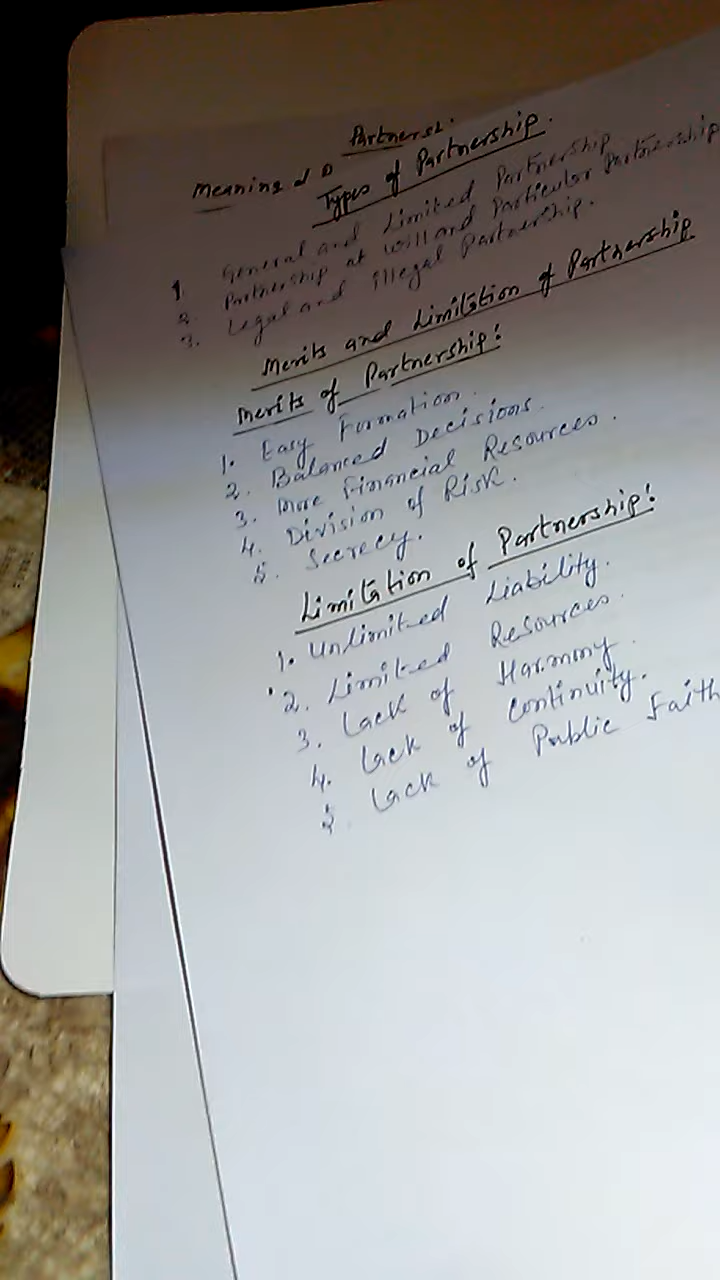 Partnersh
Meaning
Types of Partnership.
1. General and Limited Partnership
2. Partnership at will and Particular Partnership
3. Legal and illegal Partnership.
Merits and Limitation of Partnership
Merits of Partnership:
1. Easy Formation.
2. Balanced Decisions.
3. More Financial Resources.
4. Division of Risk.
5. Secrecy.
Limitation of Partnership:
1. Unlimited Liability.
2. Limited Resources.
3. Lack of Harmony.
4. Lack of continuity.
5. Lack of Public Faith